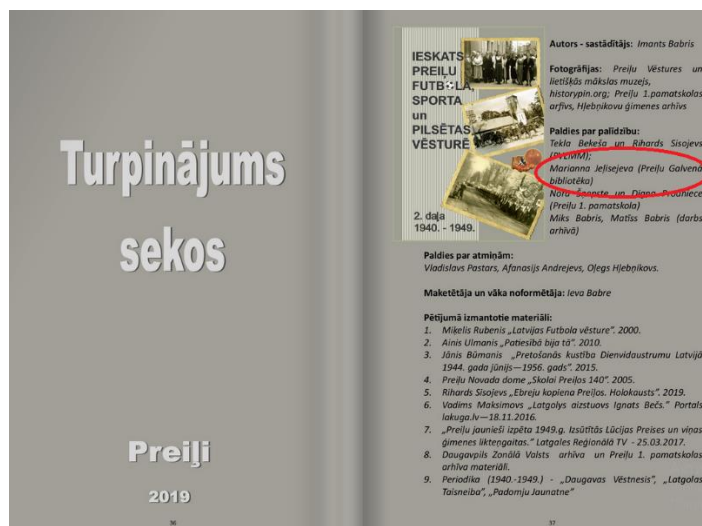 Turpinājums
sekos
Preiļi
2019
36
IESKATS
PREIĻU
FUTBOLA,
SPORTA
un
PILSĒTAS
VĒSTURĒ
2. daļa
1940. - 1949.
Autors - sastādītājs: Imants Babris
Fotogrāfijas: Preiļu Vēstures un
lietišķās mākslas muzejs,
historypin.org; Preiļu 1.pamatskolas
arhīvs, Hļebņikovu ģimenes arhīvs
Paldies par palīdzību:
Tekla Bekeša un Rihards Sisojevs
(PVLMM);
Marianna Jeļisejeva (Preiļu Galvenā
bibliotēka)
Nora Šņepste un Digna Prodniece
(Preiļu 1. pamatskola)
Miks Babris, Matīss Babris (darbs
arhīvā)
Paldies par atmiņām:
Vladislavs Pastars, Afanasijs Andrejevs, Oļegs Hļebņikovs.
Maketētāja un vāka noformētāja: Ieva Babre
Pētījumā izmantotie materiāli:
1. Miķelis Rubenis „Latvijas Futbola vēsture”. 2000.
2. Ainis Ulmanis „Patiesībā bija tā”. 2010.
3. Jānis Būmanis „Pretošanās kustība Dienvidaustrumu Latvijā
1944. gada jūnijs—1956. gads”. 2015.
4. Preiļu Novada dome „Skolai Preiļos 140”. 2005.
5. Rihards Sisojevs „Ebreju kopiena Preiļos. Holokausts”. 2019.
6. Vadims Maksimovs „Latgolys aizstuovs Ignats Bečs.” Portals
lakuga.lv—18.11.2016.
7. „Preiļu jaunieši izpēta 1949.g. Izsūtītās Lūcijas Preises un viņas
ģimenes likteņgaitas.” Latgales Reģionālā TV - 25.03.2017.
8. Daugavpils Zonālā Valsts arhīva un Preiļu 1. pamatskolas
arhīva materiāli.
9. Periodika (1940.-1949.) - „Daugavas Vēstnesis”, „Latgolas
Taisneiba”, „Padomju Jaunatne”
37